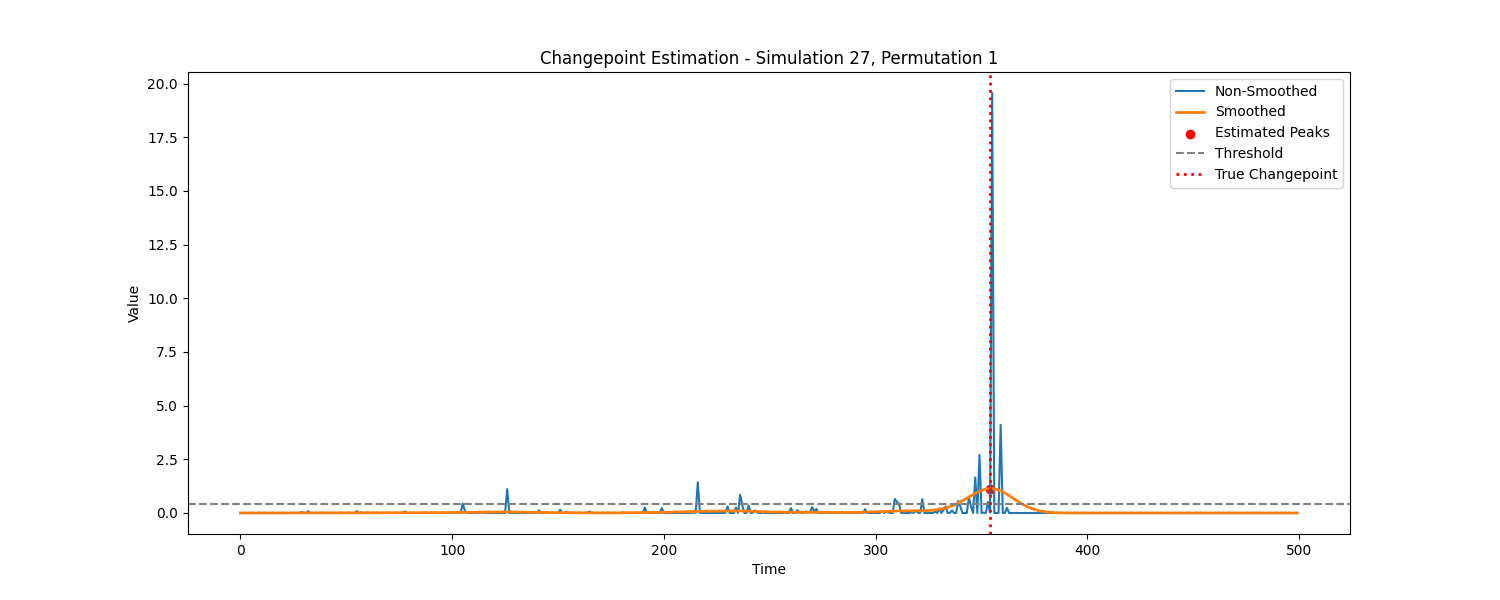 Changepoint Estimation - Simulation 27, Permutation 1
20.0
17.5
15.0
12.5
10.0
7.5
5.0
2.5
0.0
Value
Non-Smoothed
Smoothed
Estimated Peaks
Threshold
True Changepoint
0 100 200 300 400 500
Time